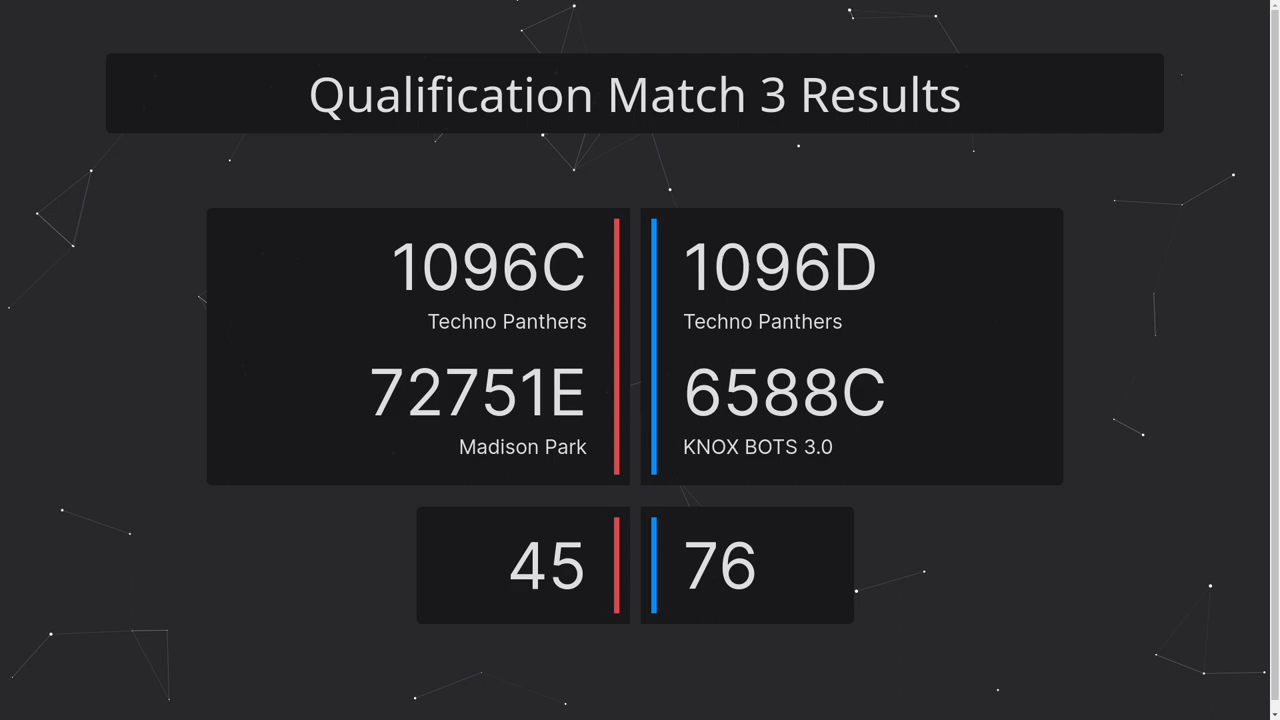 Qualification Match 3 Results
1096C
Techno Panthers
72751E
Madison Park
1096D
Techno Panthers
6588C
KNOX BOTS 3.0
45
76